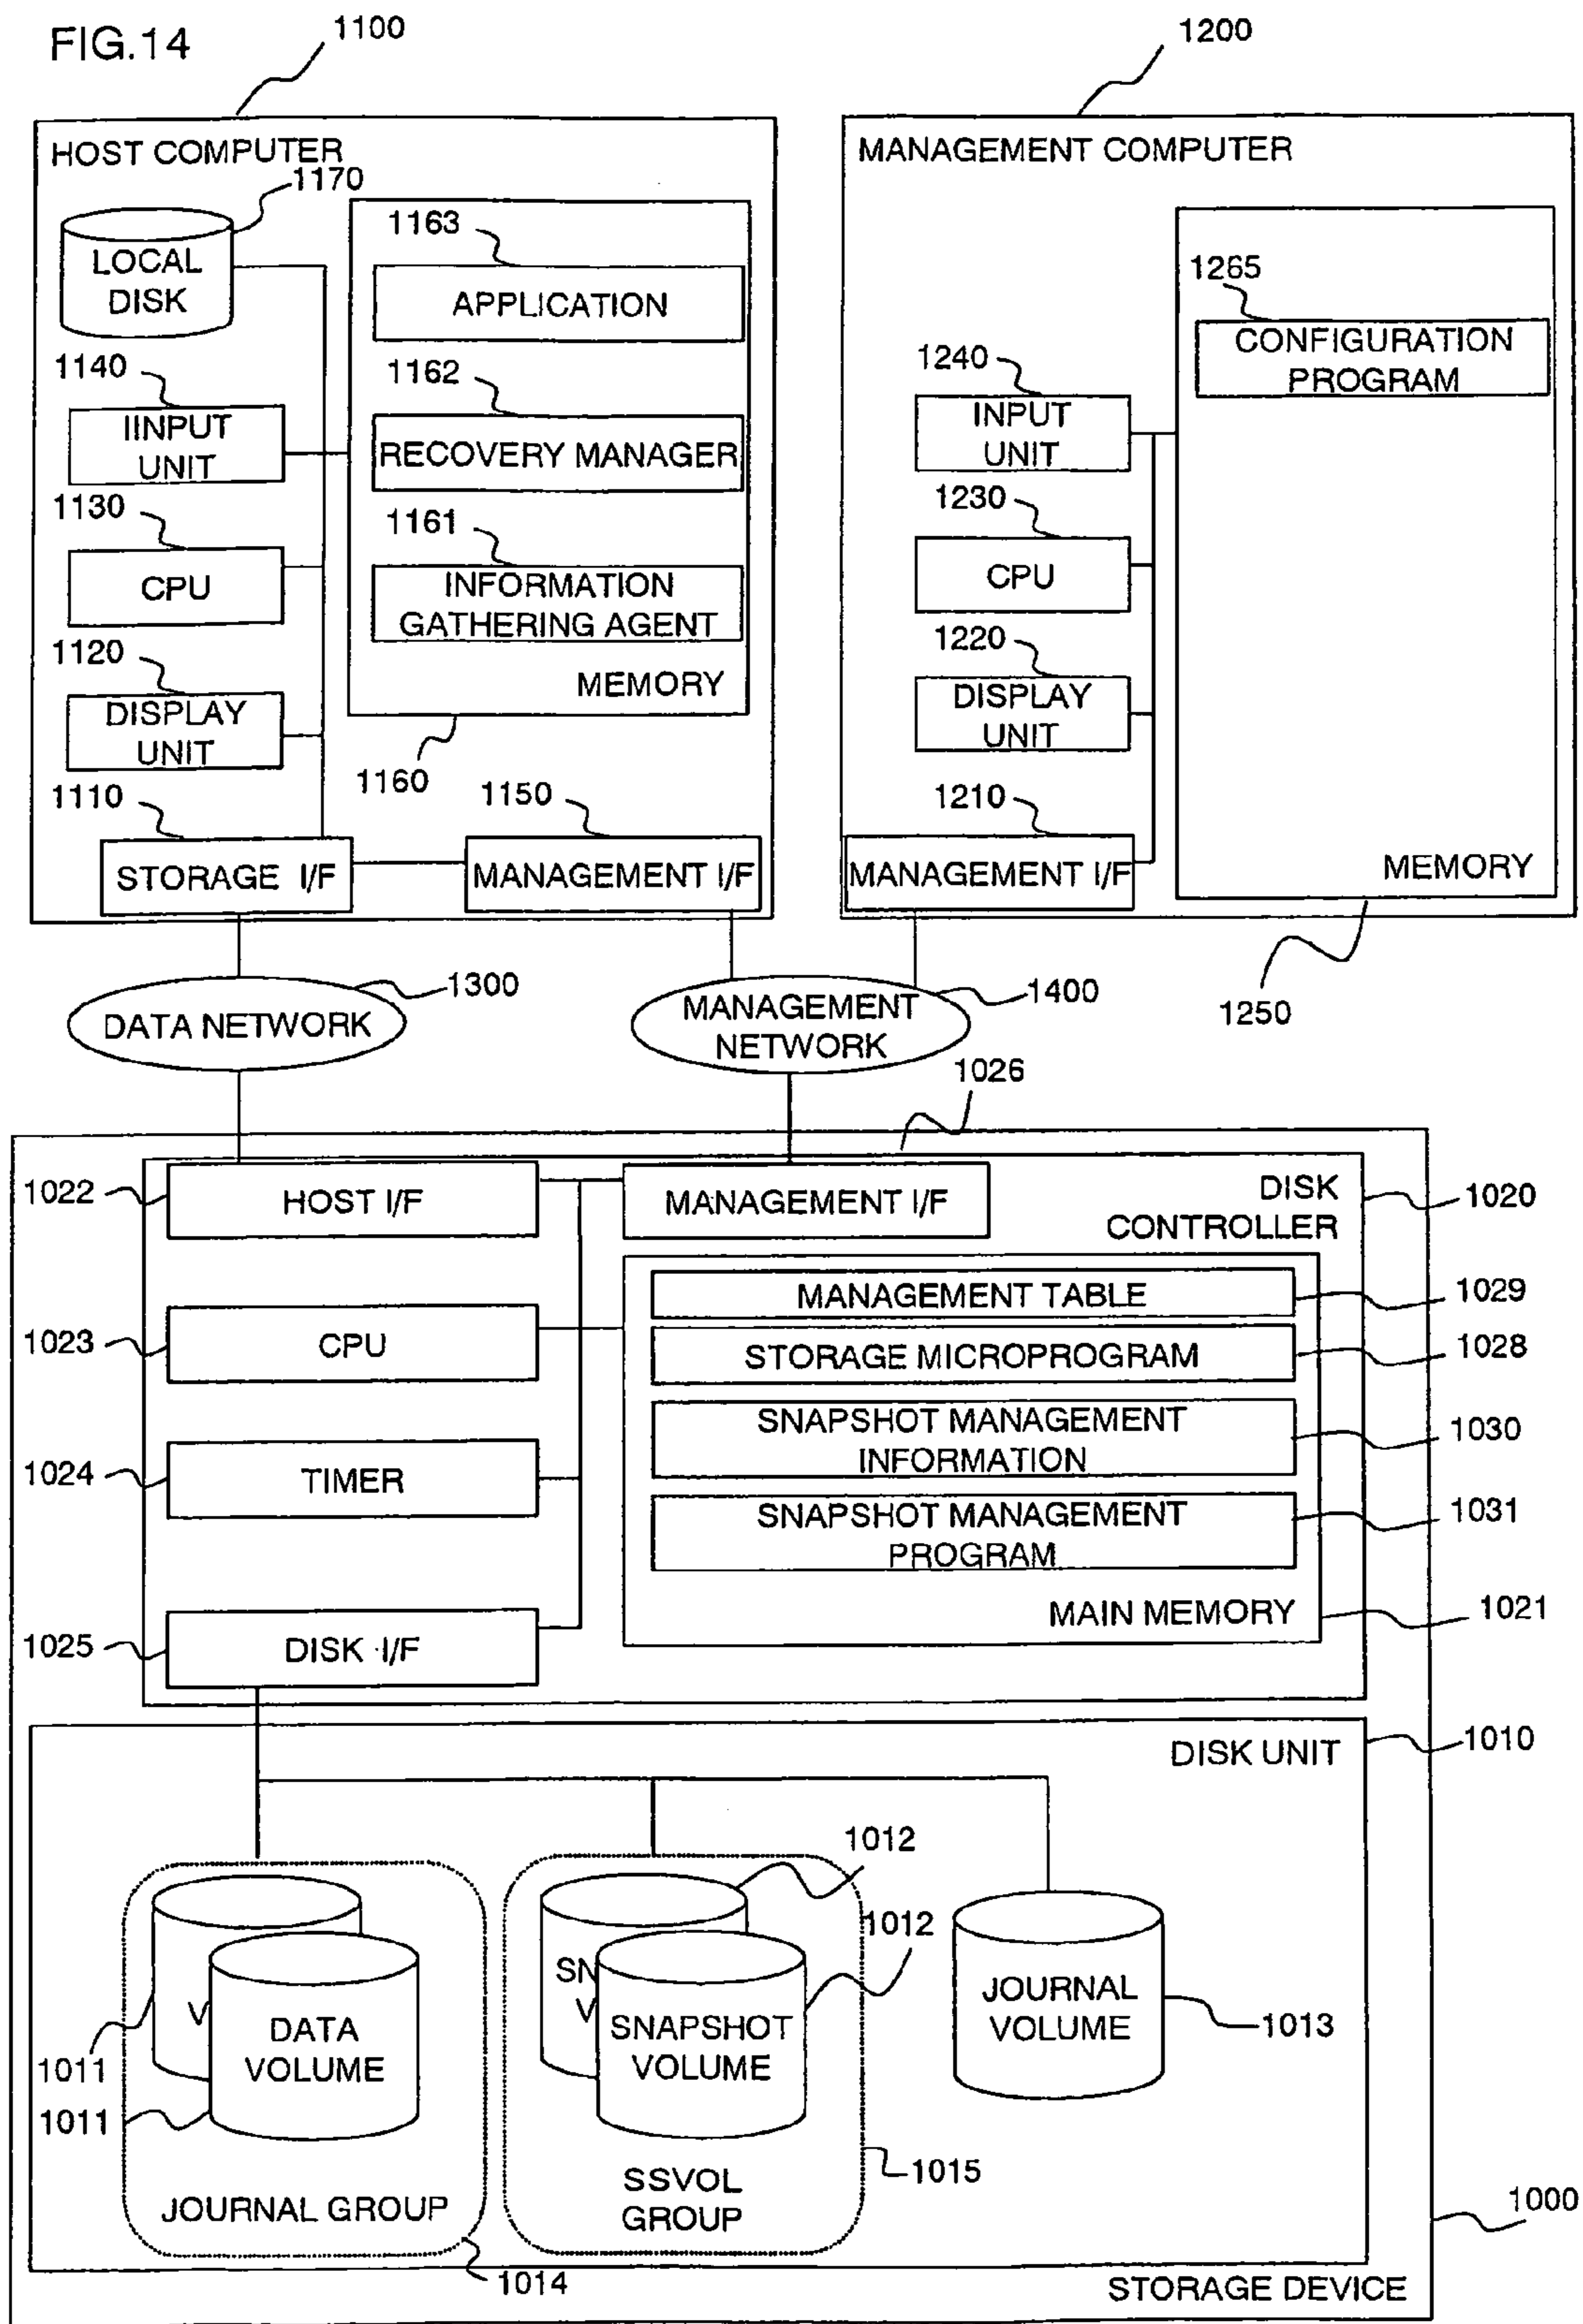 FIG.14
1100
1200
HOST COMPUTER
1170
LOCAL
DISK
1163
APPLICATION
1140
IINPUT
UNIT
1162
RECOVERY MANAGER
1130
CPU
1161
INFORMATION
GATHERING AGENT
1120
DISPLAY
UNIT
MEMORY
1160
1110
STORAGE I/F
1150
MANAGEMENT I/F
MANAGEMENT COMPUTER
1265
CONFIGURATION
PROGRAM
1240
INPUT
UNIT
1230
CPU
1220
DISPLAY
UNIT
1210
MANAGEMENT I/F
MEMORY
1250
1300
DATA NETWORK
1400
MANAGEMENT
NETWORK
1026
1022
HOST I/F
MANAGEMENT I/F
DISK
CONTROLLER
1020
MANAGEMENT TABLE
1029
1023
CPU
STORAGE MICROPROGRAM
1028
SNAPSHOT MANAGEMENT
INFORMATION
1030
1024
TIMER
SNAPSHOT MANAGEMENT
PROGRAM
1031
MAIN MEMORY
1021
1025
DISK I/F
DISK UNIT
1010
1012
1012
SN
V
SNAPSHOT
VOLUME
V
DATA
VOLUME
1011
1011
JOURNAL
VOLUME
1013
JOURNAL GROUP
1014
SSVOL
GROUP
1015
1000
STORAGE DEVICE